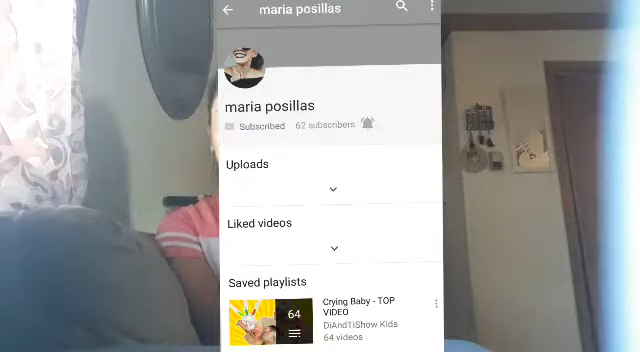 maria posillas
maria posillas
Subscribed 62 subscribers
Uploads
Liked videos
Saved playlists
64
Crying Baby - TOP
VIDEO
DiAndTiShow Kids
64 videos